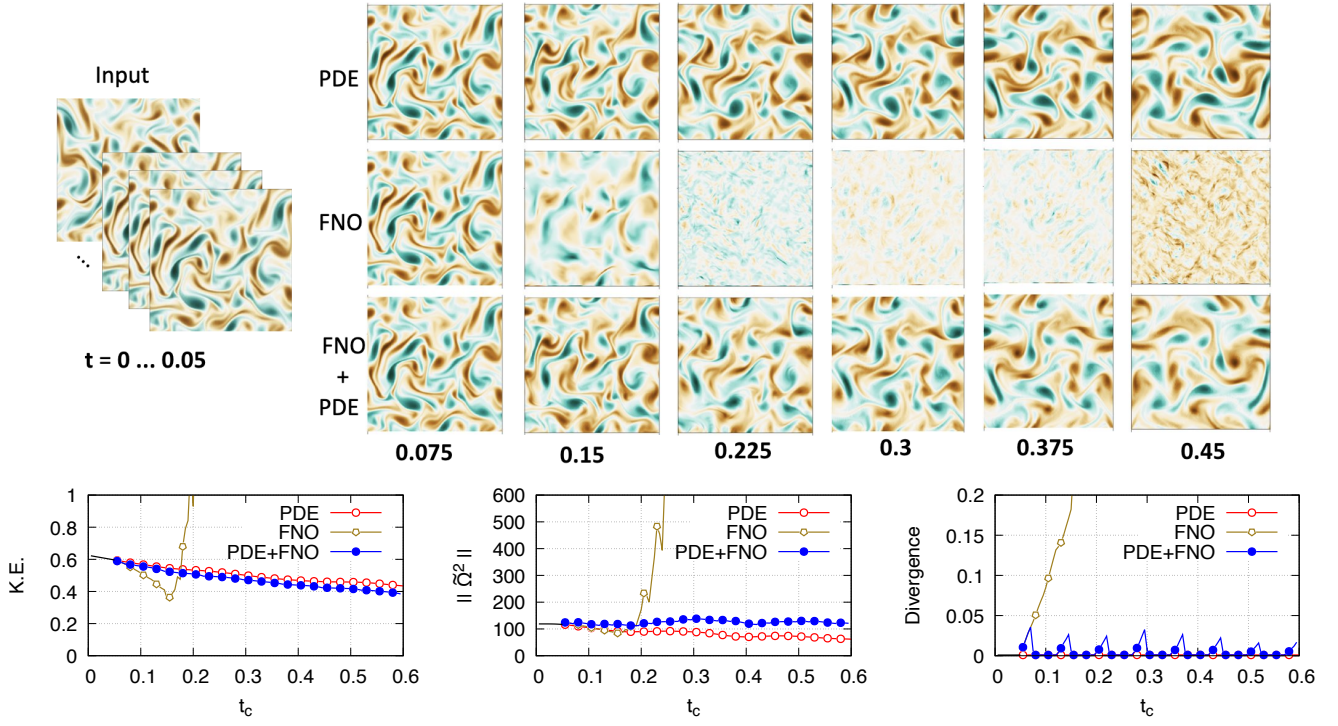 Input
PDE
FNO
...
t = 0 ... 0.05
FNO
+
PDE
0.075 0.15 0.225 0.3 0.375 0.45
1
0.8
0.6
0.4
0.2
0
K.E.
PDE
FNO
PDE+FNO
0 0.1 0.2 0.3 0.4 0.5 0.6
t_c
600
500
400
300
200
100
0
|| Ω̃² ||
PDE
FNO
PDE+FNO
0 0.1 0.2 0.3 0.4 0.5 0.6
t_c
0.2
0.15
0.1
0.05
0
Divergence
PDE
FNO
PDE+FNO
0 0.1 0.2 0.3 0.4 0.5 0.6
t_c